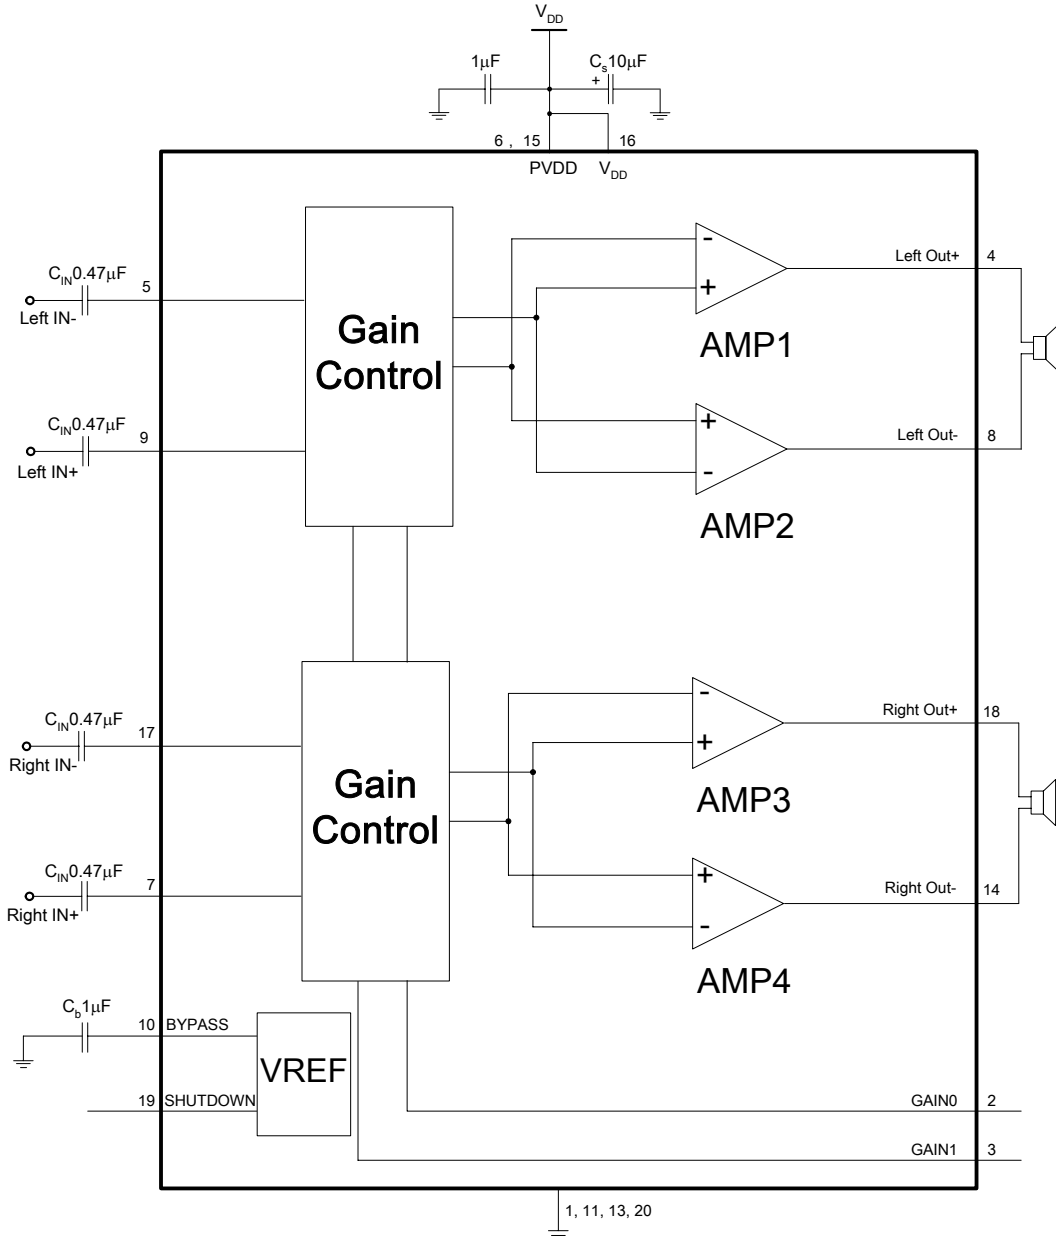 VDD
1μF
Cs10μF
+
6 , 15
16
PVDD
VDD
CIN0.47μF
5
Left IN-
Gain
Control
-
+
AMP1
Left Out+
4
CIN0.47μF
9
Left IN+
+
-
AMP2
Left Out-
8
CIN0.47μF
17
Right IN-
Gain
Control
-
+
AMP3
Right Out+
18
CIN0.47μF
7
Right IN+
+
-
AMP4
Right Out-
14
Cb1μF
10
BYPASS
VREF
19
SHUTDOWN
GAIN0
2
GAIN1
3
1, 11, 13, 20